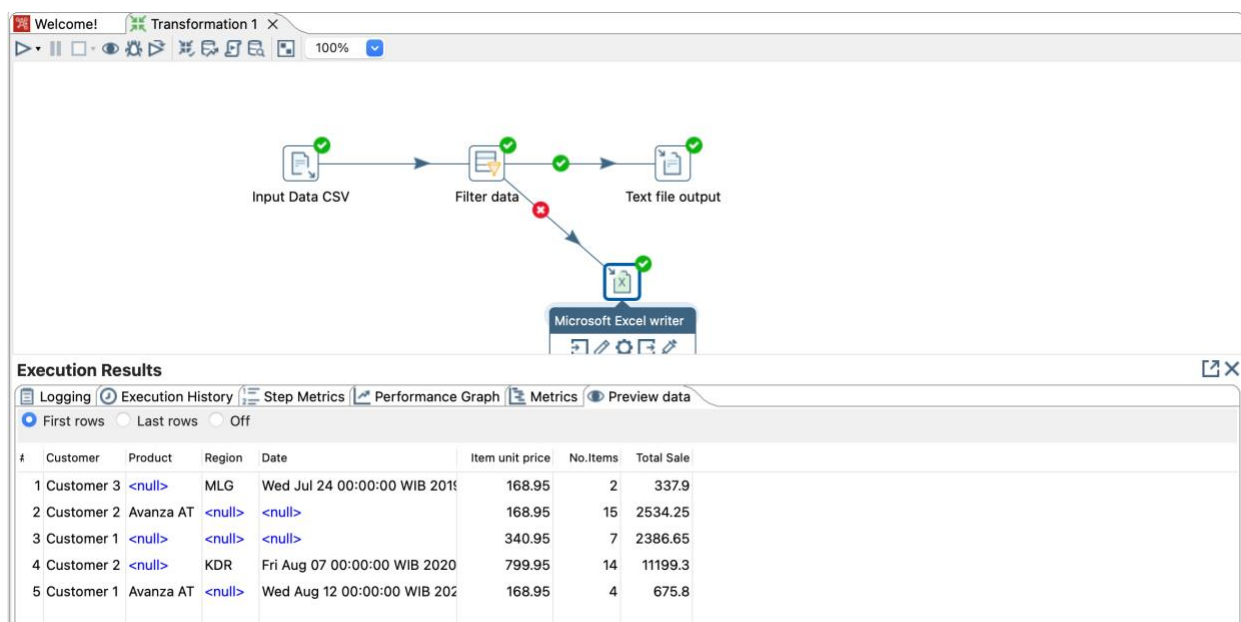 Welcome! Transformation 1
100%
Input Data CSV Filter data Text file output
Microsoft Excel writer
Execution Results
Logging Execution History Step Metrics Performance Graph Metrics Preview data
First rows Last rows Off
# Customer Product Region Date Item unit price No.Items Total Sale
1 Customer 3 <null> MLG Wed Jul 24 00:00:00 WIB 2019 168.95 2 337.9
2 Customer 2 Avanza AT <null> <null> 168.95 15 2534.25
3 Customer 1 <null> <null> <null> 340.95 7 2386.65
4 Customer 2 <null> KDR Fri Aug 07 00:00:00 WIB 2020 799.95 14 11199.3
5 Customer 1 Avanza AT <null> Wed Aug 12 00:00:00 WIB 202 168.95 4 675.8